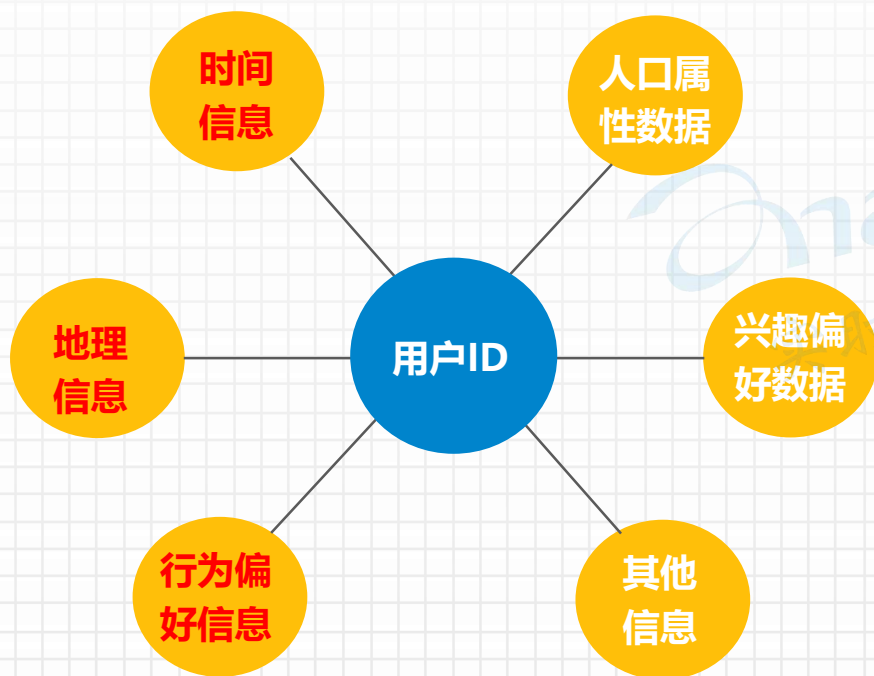 时间
信息
人口属
性数据
地理
信息
用户ID
兴趣偏
好数据
行为偏
好信息
其他
信息